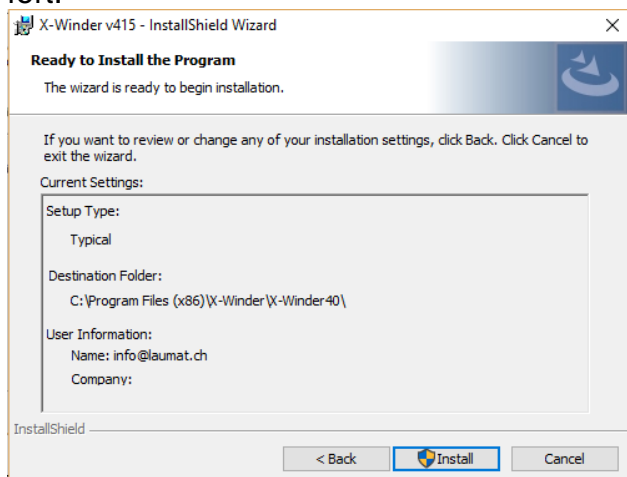 X-Winder v415 - InstallShield Wizard
Ready to Install the Program
The wizard is ready to begin installation.
If you want to review or change any of your installation settings, click Back. Click Cancel to
exit the wizard.
Current Settings:
Setup Type:
Typical
Destination Folder:
C:\Program Files (x86)\X-Winder\X-Winder40\
User Information:
Name: info@laumat.ch
Company:
InstallShield
< Back
Install
Cancel